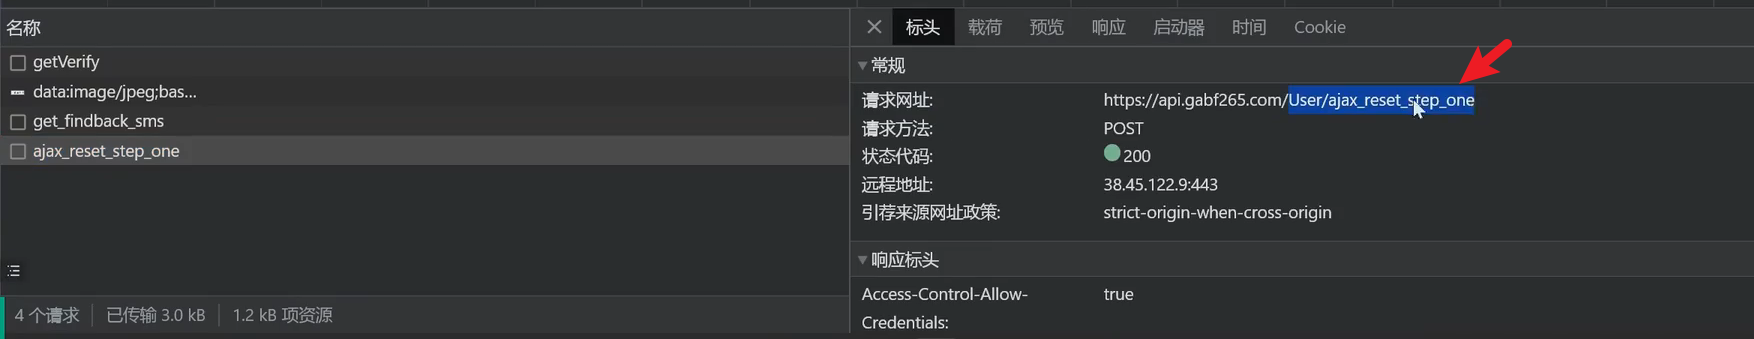 名称
getVerify
data:image/jpeg;bas...
get_findback_sms
ajax_reset_step_one
4 个请求 已传输 3.0 kB 1.2 kB 项资源
标头 载荷 预览 响应 启动器 时间 Cookie
常规
请求网址: https://api.gabf265.com/User/ajax_reset_step_one
请求方法: POST
状态代码: 200
远程地址: 38.45.122.9:443
引荐来源网址政策: strict-origin-when-cross-origin
响应标头
Access-Control-Allow- true
Credentials: